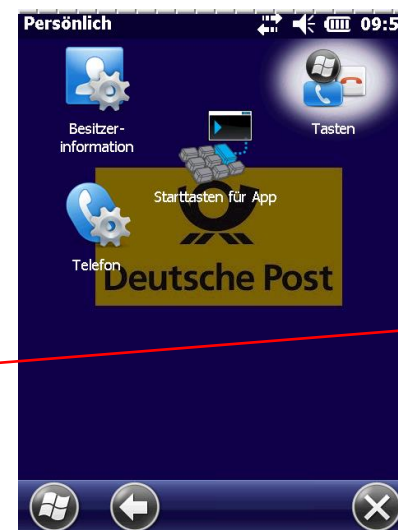 Persönlich 09:5
Besitzer-
information
Tasten
Starttasten für App
Telefon
Deutsche Post